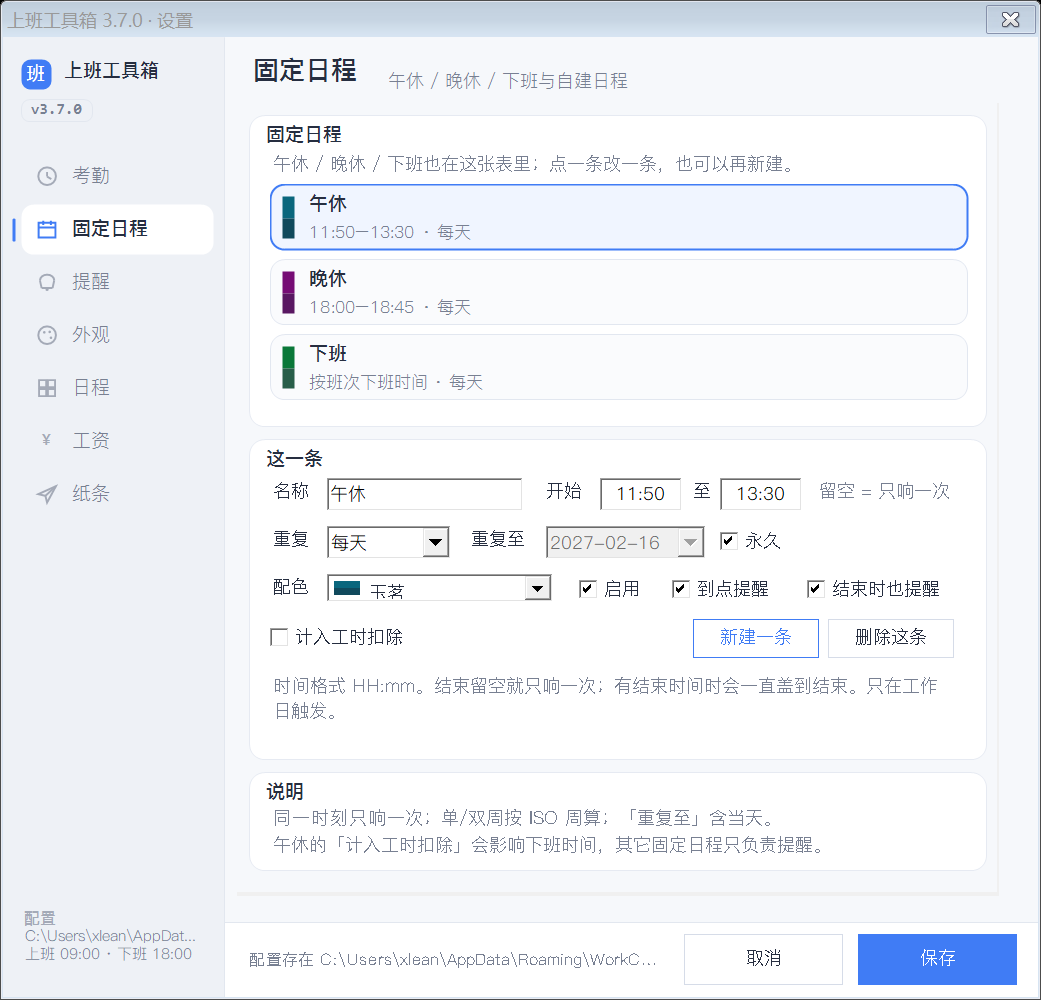 上班工具箱 3.7.0 · 设置
班 上班工具箱
v3.7.0
考勤
固定日程
提醒
外观
日程
¥ 工资
纸条
配置
C:\Users\xlean\AppDat...
上班 09:00 · 下班 18:00
固定日程 午休 / 晚休 / 下班与自建日程
固定日程
午休 / 晚休 / 下班也在这张表里；点一条改一条，也可以再新建。
午休
11:50—13:30 · 每天
晚休
18:00—18:45 · 每天
下班
按班次下班时间 · 每天
这一条
名称 午休 开始 11:50 至 13:30 留空 = 只响一次
重复 每天 重复至 2027-02-16 永久
配色 玉茗 启用 到点提醒 结束时也提醒
计入工时扣除 新建一条 删除这条
时间格式 HH:mm。结束留空就只响一次；有结束时间时会一直盖到结束。只在工作
日触发。
说明
同一时刻只响一次；单/双周按 ISO 周算；「重复至」含当天。
午休的「计入工时扣除」会影响下班时间，其它固定日程只负责提醒。
配置存在 C:\Users\xlean\AppData\Roaming\WorkC... 取消 保存